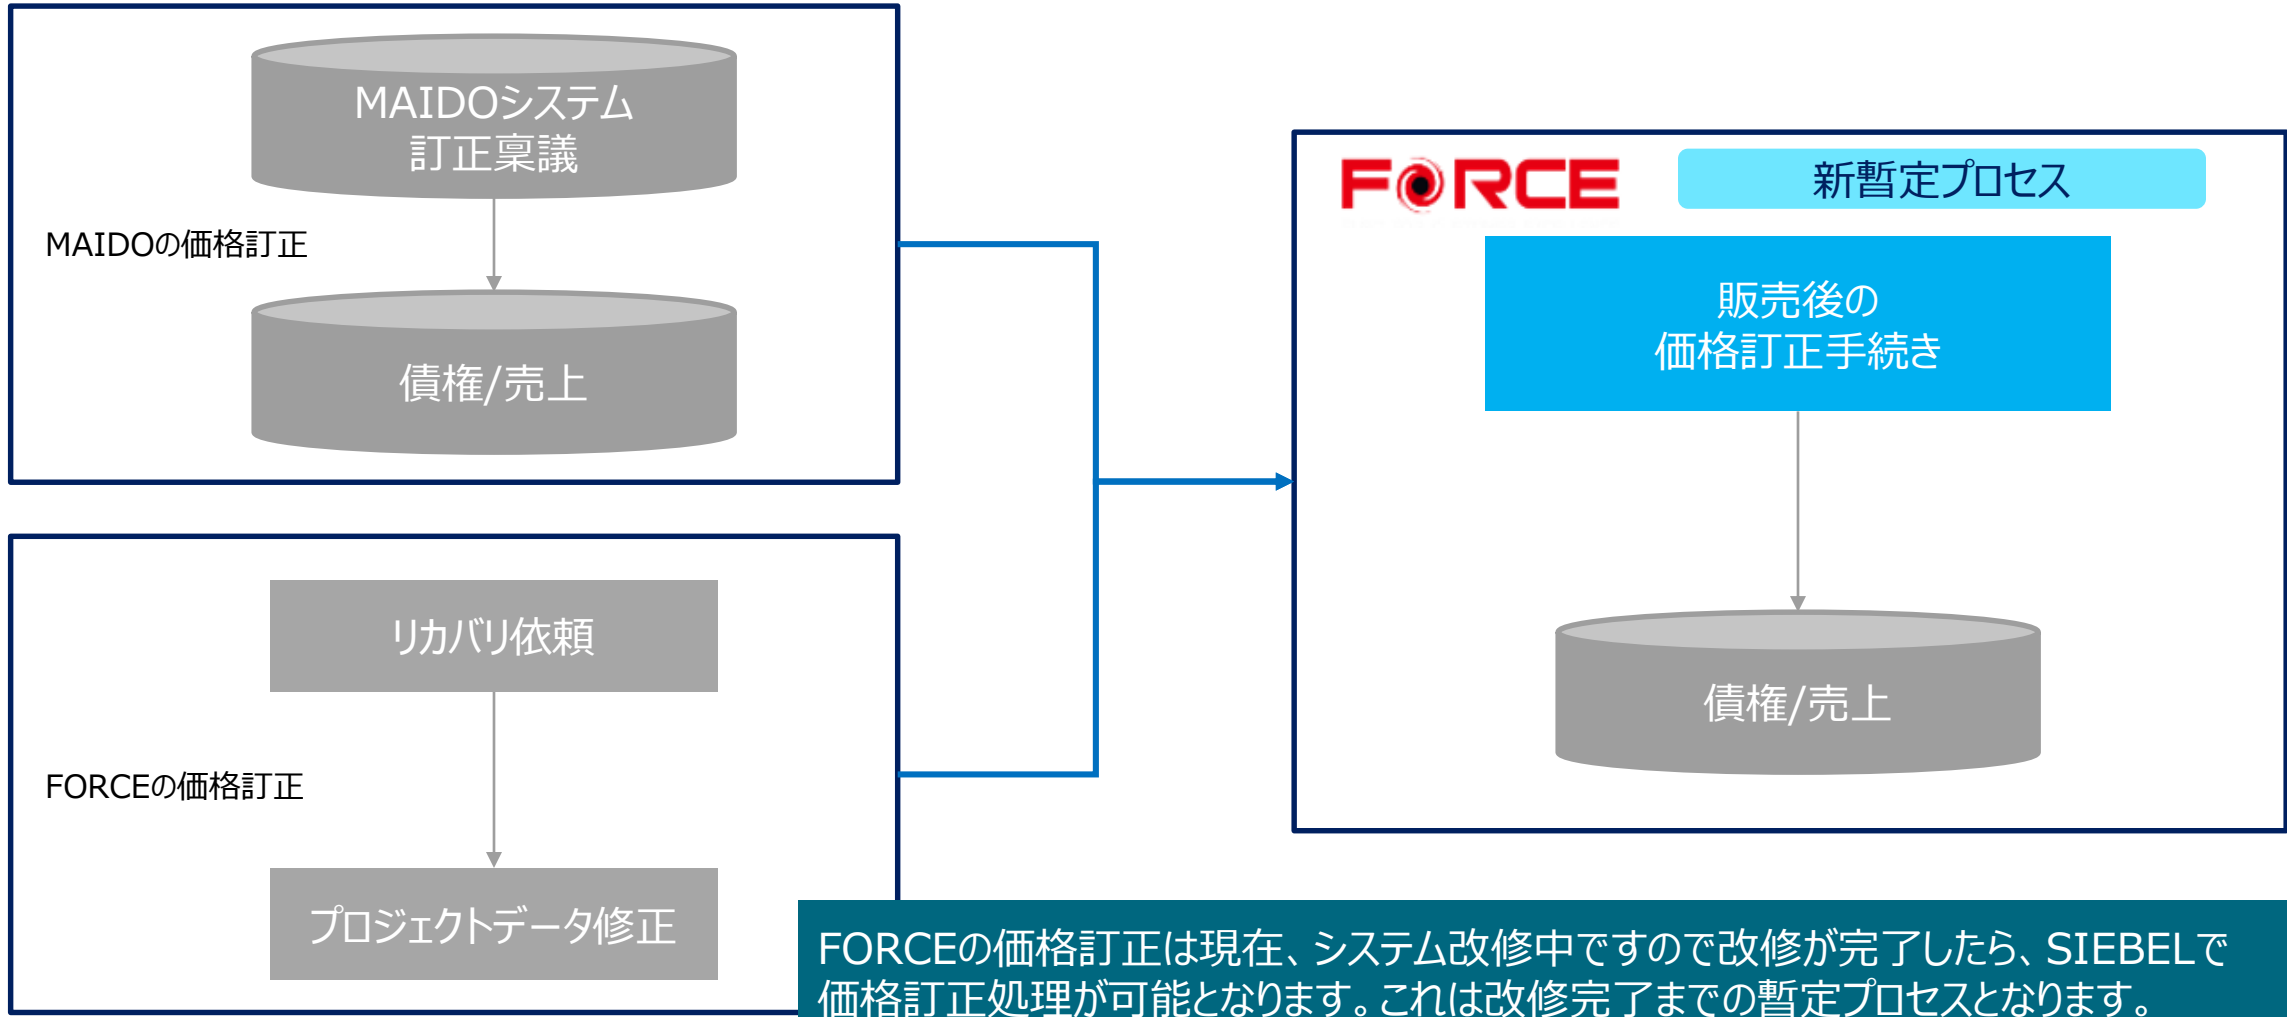 MAIDOシステム
訂正稟議
MAIDOの価格訂正
債権/売上
リカバリ依頼
FORCEの価格訂正
プロジェクトデータ修正
FORCE
新暫定プロセス
販売後の
価格訂正手続き
債権/売上
FORCEの価格訂正は現在、システム改修中ですので改修が完了したら、SIEBELで
価格訂正処理が可能となります。これは改修完了までの暫定プロセスとなります。